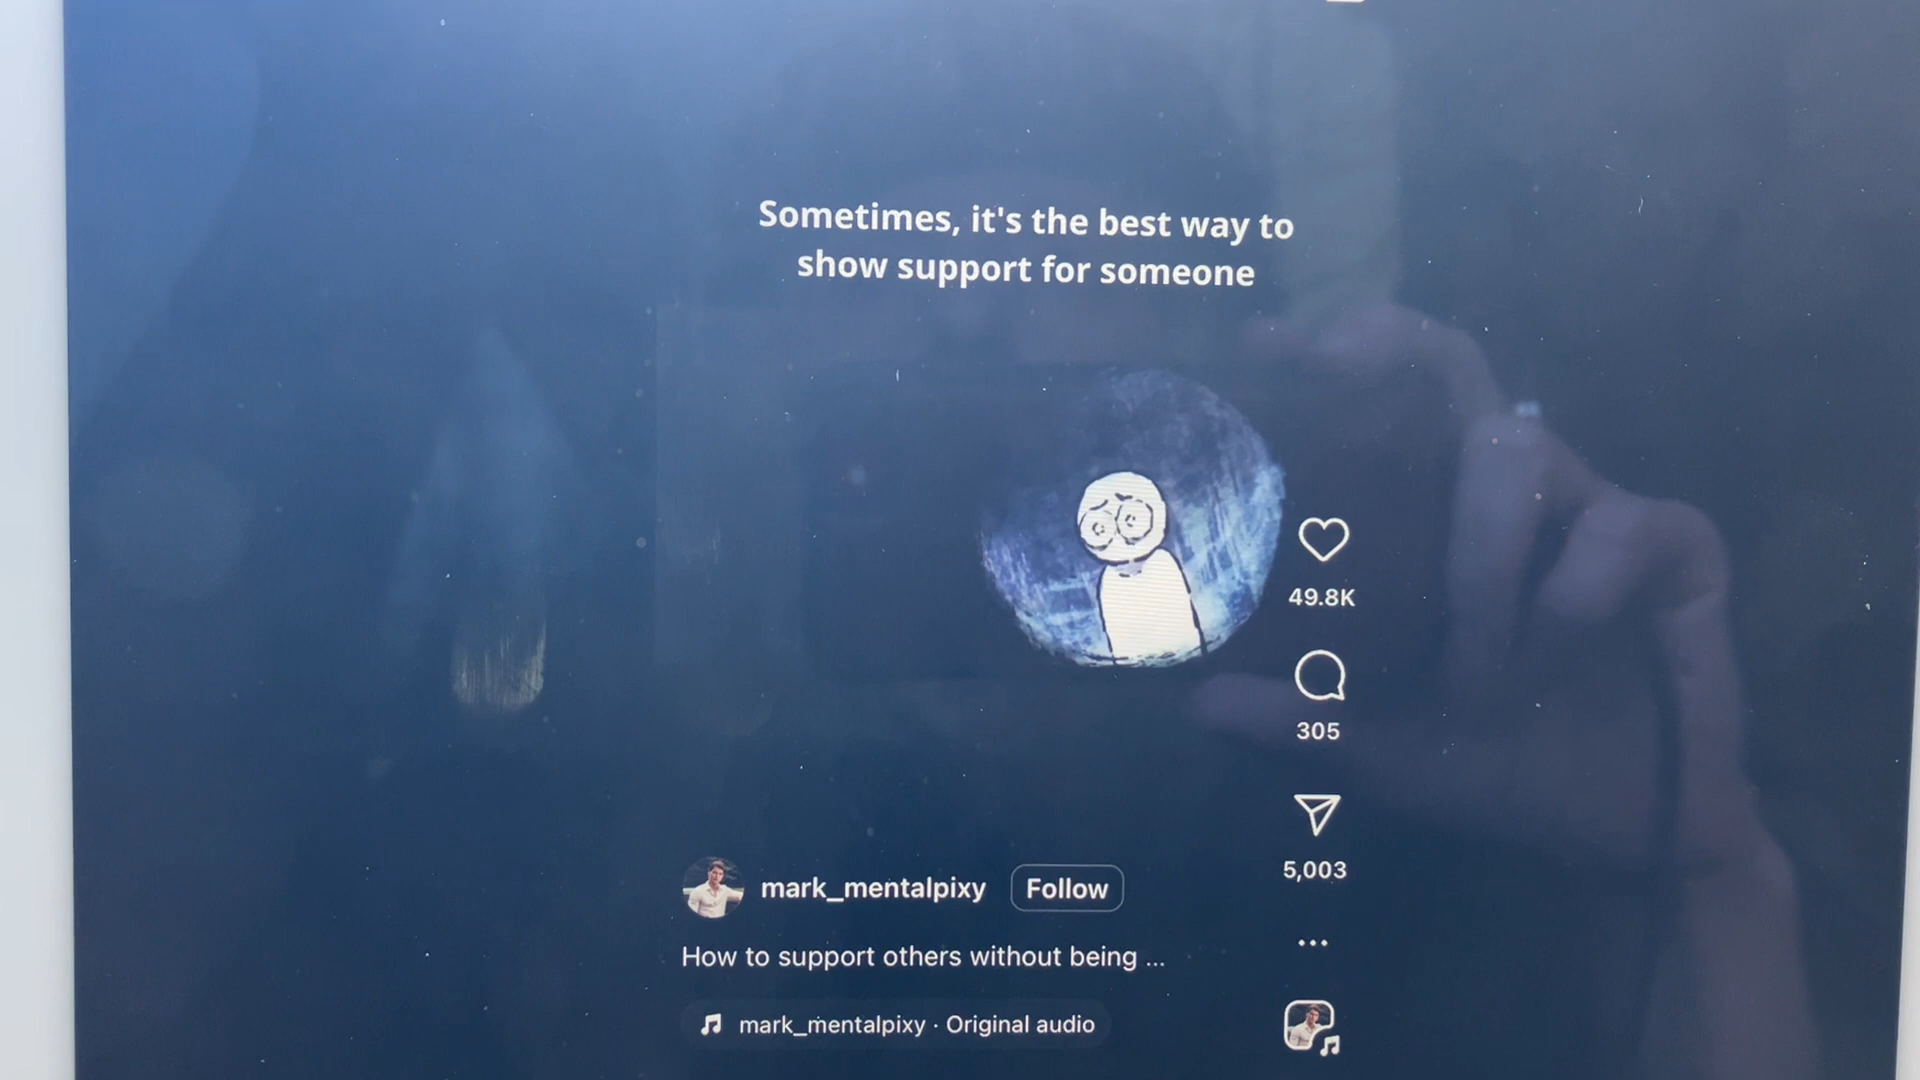 Sometimes, it's the best way to
show support for someone
49.8K
305
5,003
mark_mentalpixy
Follow
How to support others without being ...
mark_mentalpixy · Original audio